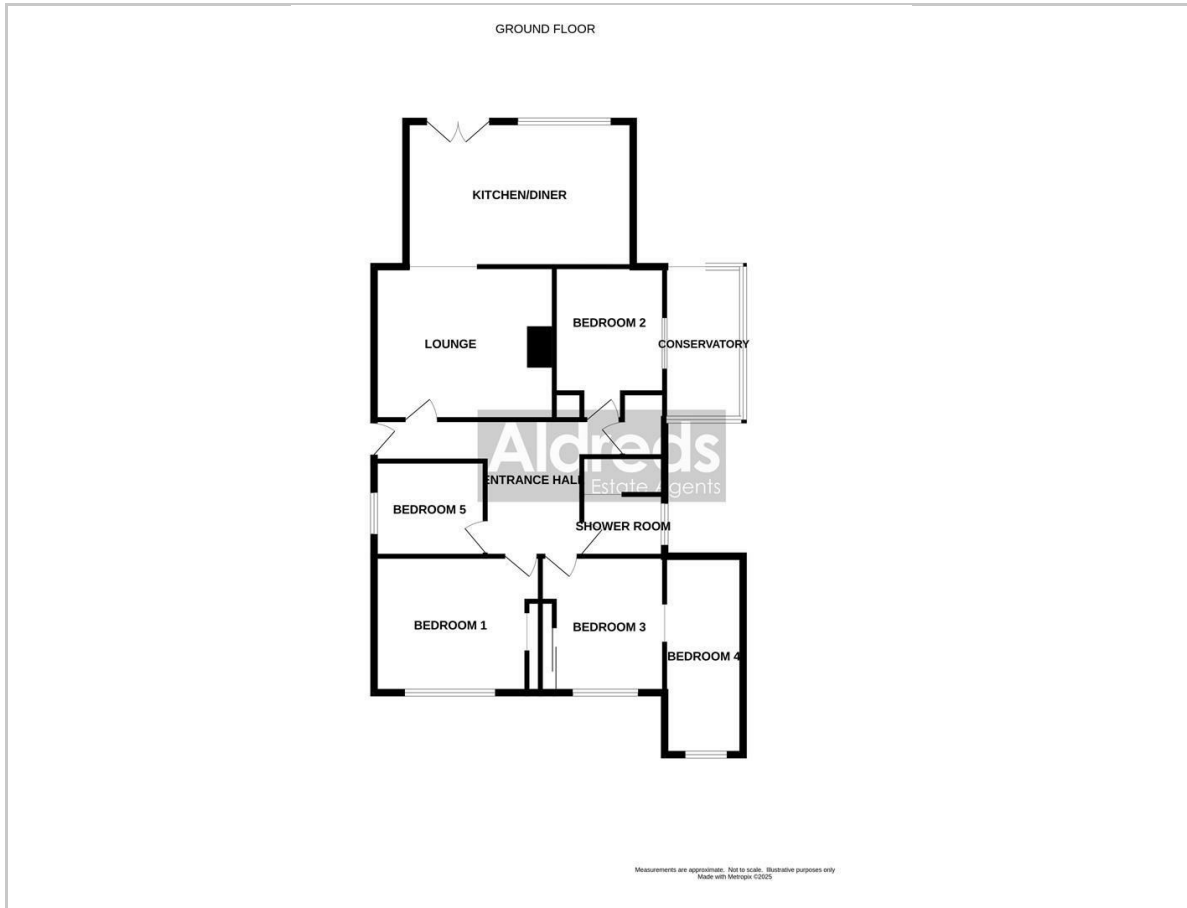 GROUND FLOOR
KITCHEN/DINER
BEDROOM 2
LOUNGE
CONSERVATORY
Aldreds
Estate Agents
ENTRANCE HALL
BEDROOM 5
SHOWER ROOM
BEDROOM 1
BEDROOM 3
BEDROOM 4
Measurements are approximate. Not to scale. Illustrative purposes only
Made with Metropix ©2025